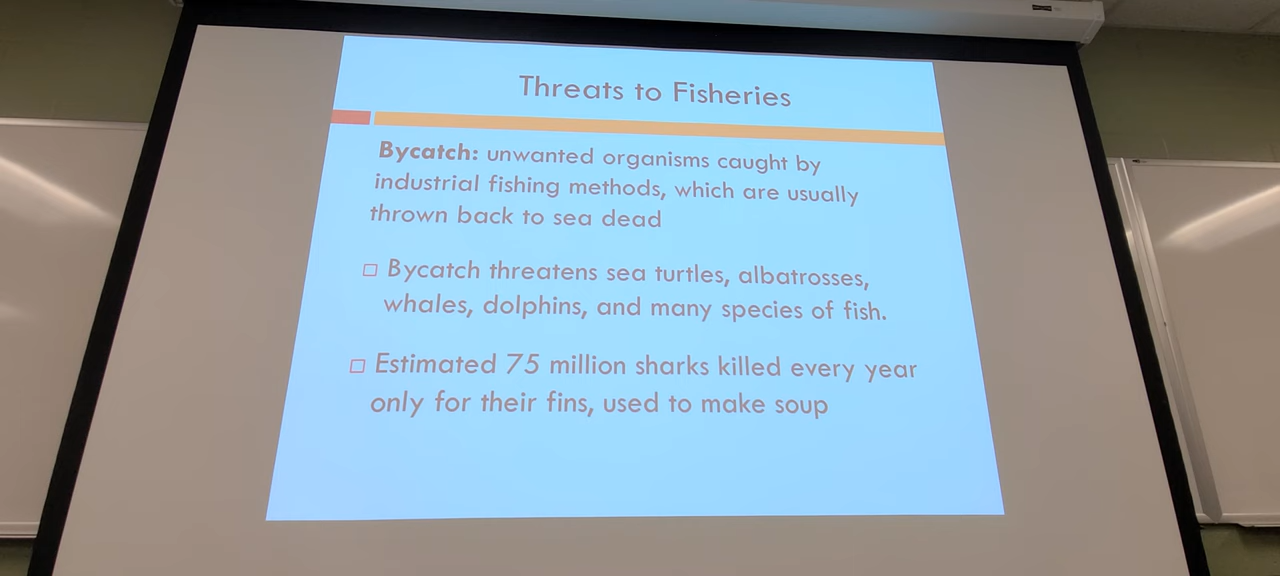 Threats to Fisheries
Bycatch: unwanted organisms caught by
industrial fishing methods, which are usually
thrown back to sea dead
Bycatch threatens sea turtles, albatrosses,
whales, dolphins, and many species of fish.
Estimated 75 million sharks killed every year
only for their fins, used to make soup